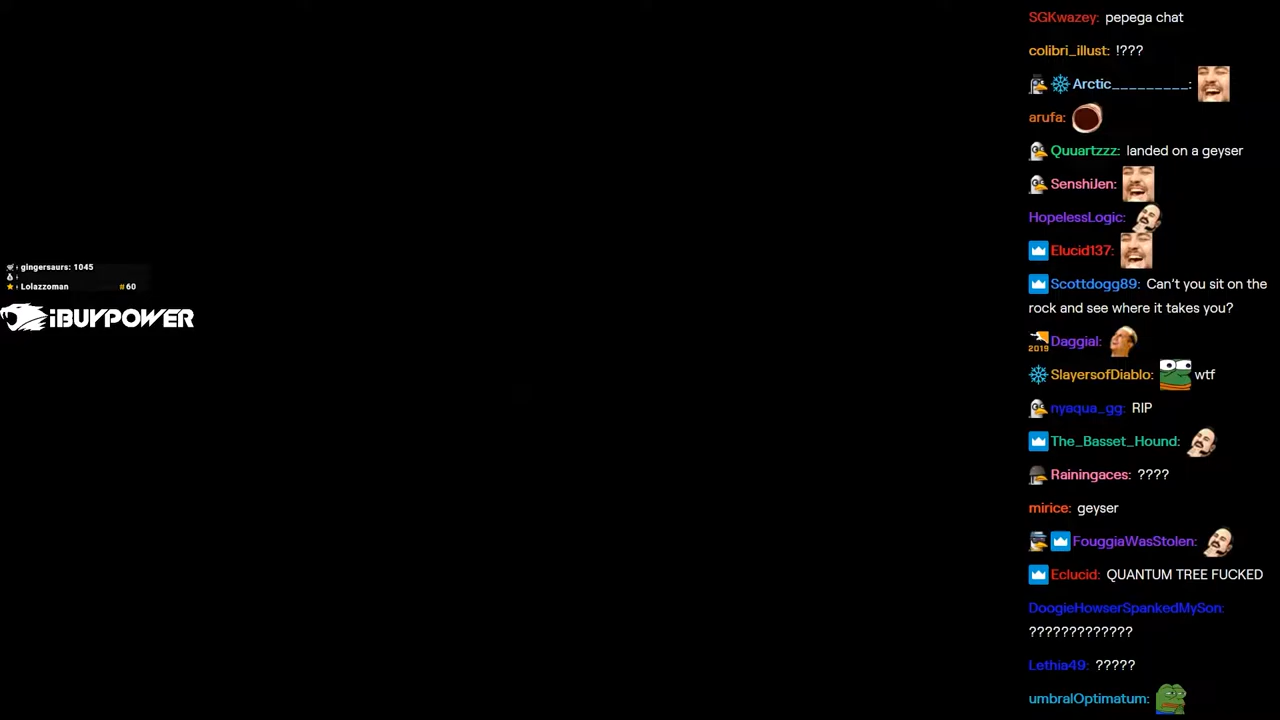 SGKwazey: pepega chat
colibri_illust: !???
Arctic_________:
arufa:
Quuartzzz: landed on a geyser
SenshiJen:
HopelessLogic:
Elucid137:
Scottdogg89: Can't you sit on the
rock and see where it takes you?
2019 Daggial:
SlayersofDiablo: wtf
nyaqua_gg: RIP
The_Basset_Hound:
Rainingaces: ????
mirice: geyser
FouggiaWasStolen:
Eclucid: QUANTUM TREE FUCKED
DoogieHowserSpankedMySon:
?????????????
Lethia49: ?????
umbralOptimatum:
gingersaurs: 1045
Lolazzoman #60
iBUYPOWER